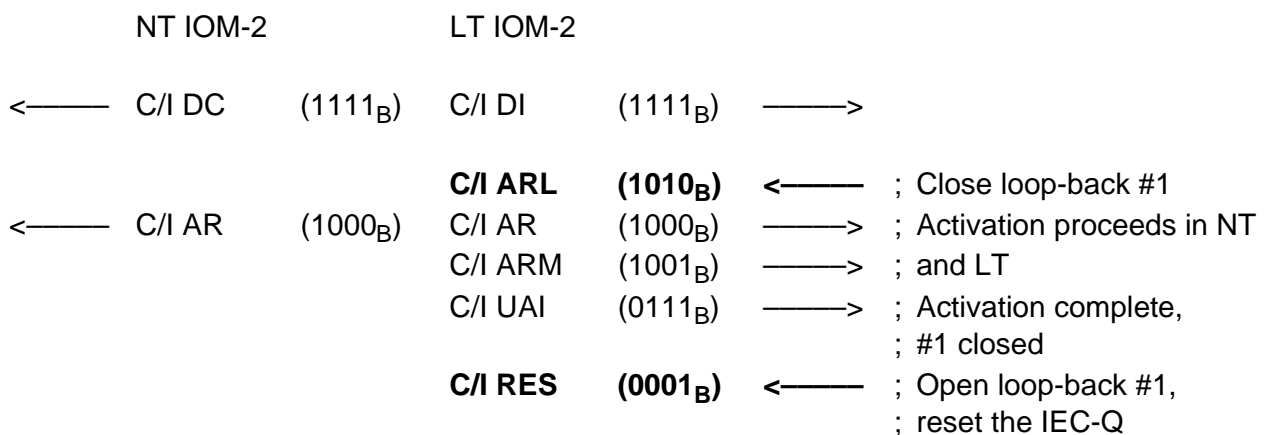 NT IOM-2 LT IOM-2
<——— C/I DC (1111B) C/I DI (1111B) ———>
C/I ARL (1010B) <——— ; Close loop-back #1
<——— C/I AR (1000B) C/I AR (1000B) ———> ; Activation proceeds in NT
C/I ARM (1001B) ———> ; and LT
C/I UAI (0111B) ———> ; Activation complete,
; #1 closed
C/I RES (0001B) <——— ; Open loop-back #1,
; reset the IEC-Q